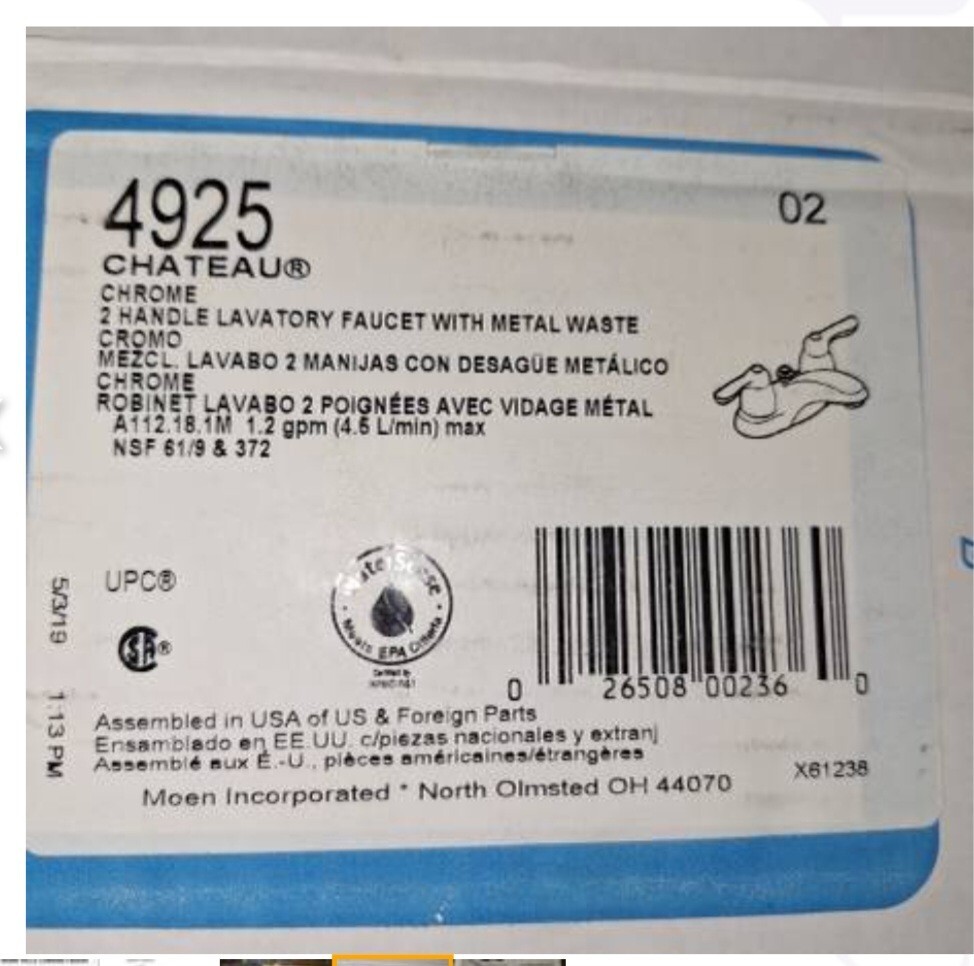 4925
02
CHATEAU®
CHROME
2 HANDLE LAVATORY FAUCET WITH METAL WASTE
CROMO
MEZCL. LAVABO 2 MANIJAS CON DESAGÜE METÁLICO
CHROME
ROBINET LAVABO 2 POIGNÉES AVEC VIDAGE MÉTAL
A112.18.1M 1.2 gpm (4.5 L/min) max
NSF 61/9 & 372
UPC®
5/3/19 1:13 PM
SA®
WaterSense
Meets EPA Criteria
0 26508 00236 0
Assembled in USA of US & Foreign Parts
Ensamblado en EE.UU. c/piezas nacionales y extranj
Assemblé aux É.-U., pièces américaines/étrangères
X61238
Moen Incorporated * North Olmsted OH 44070